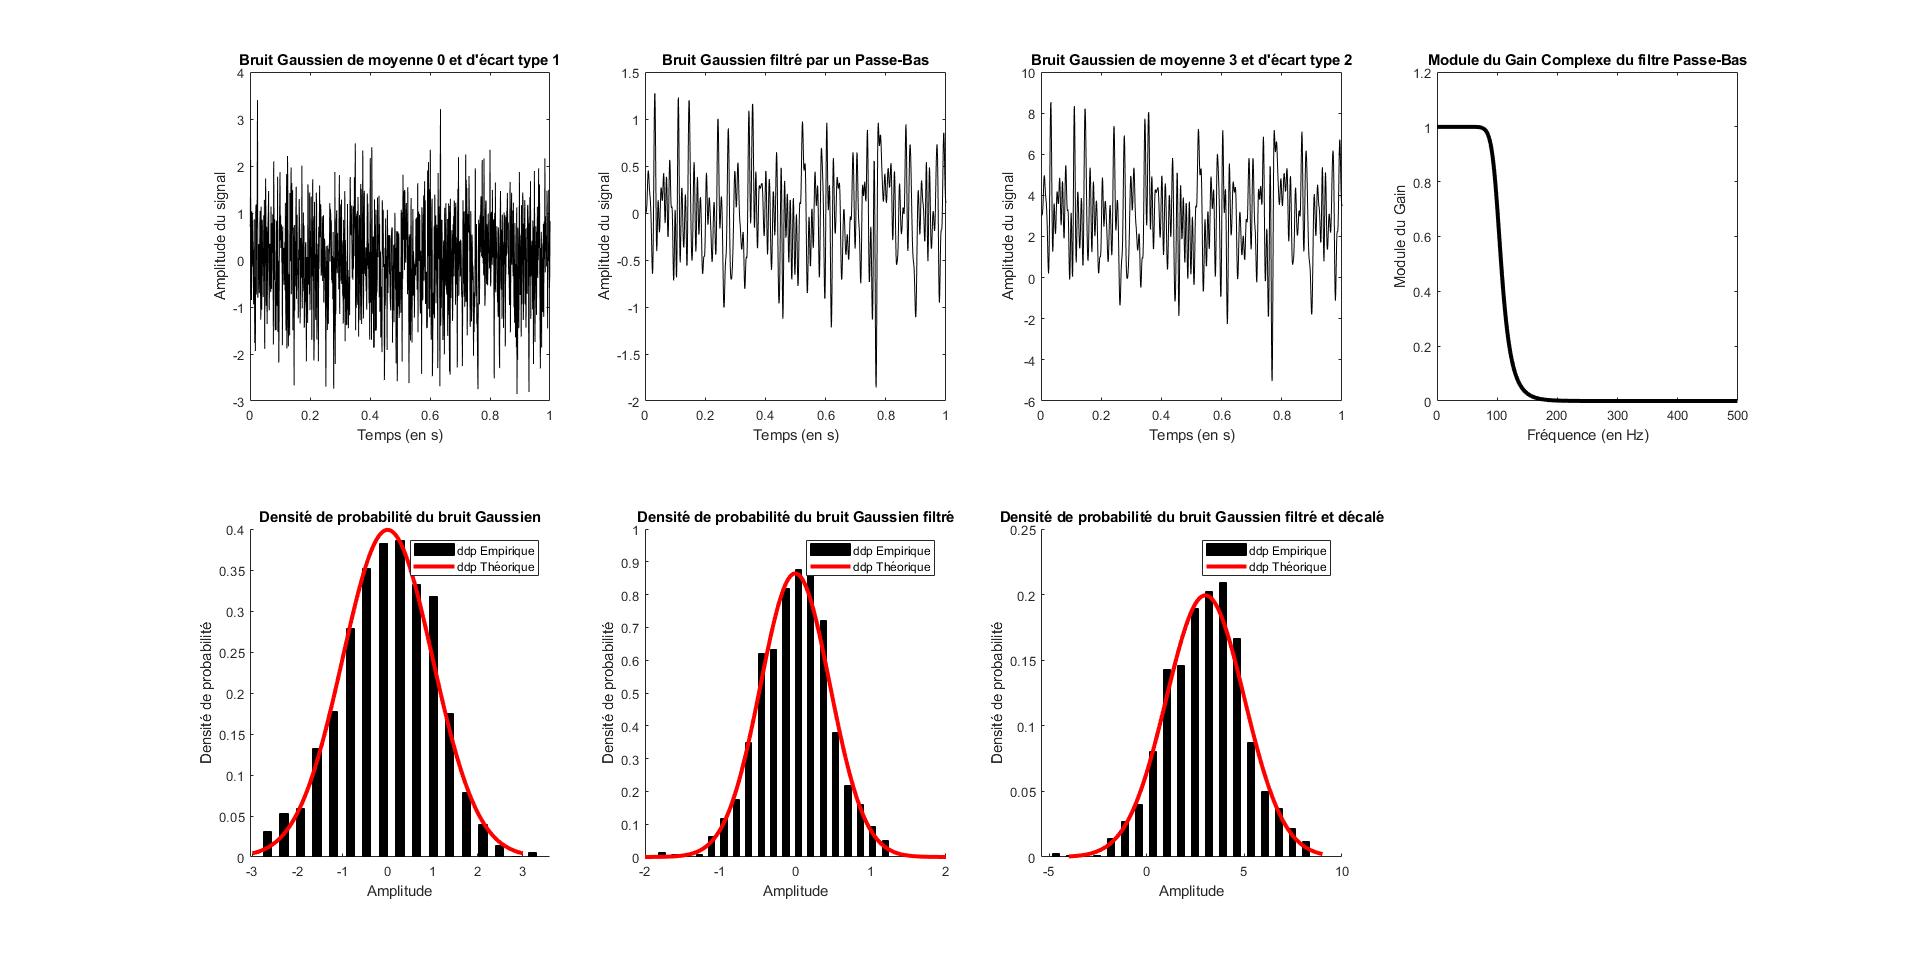 Bruit Gaussien de moyenne 0 et d'écart type 1
4
3
2
1
0
-1
-2
-3
Amplitude du signal
0 0.2 0.4 0.6 0.8 1
Temps (en s)
Bruit Gaussien filtré par un Passe-Bas
1.5
1
0.5
0
-0.5
-1
-1.5
-2
Amplitude du signal
0 0.2 0.4 0.6 0.8 1
Temps (en s)
Bruit Gaussien de moyenne 3 et d'écart type 2
10
8
6
4
2
0
-2
-4
-6
Amplitude du signal
0 0.2 0.4 0.6 0.8 1
Temps (en s)
Module du Gain Complexe du filtre Passe-Bas
1.2
1
0.8
0.6
0.4
0.2
0
Module du Gain
0 100 200 300 400 500
Fréquence (en Hz)
Densité de probabilité du bruit Gaussien
0.4
0.35
0.3
0.25
0.2
0.15
0.1
0.05
0
Densité de probabilité
ddp Empirique
ddp Théorique
-3 -2 -1 0 1 2 3
Amplitude
Densité de probabilité du bruit Gaussien filtré
1
0.9
0.8
0.7
0.6
0.5
0.4
0.3
0.2
0.1
0
Densité de probabilité
ddp Empirique
ddp Théorique
-2 -1 0 1 2
Amplitude
Densité de probabilité du bruit Gaussien filtré et décalé
0.25
0.2
0.15
0.1
0.05
0
Densité de probabilité
ddp Empirique
ddp Théorique
-5 0 5 10
Amplitude